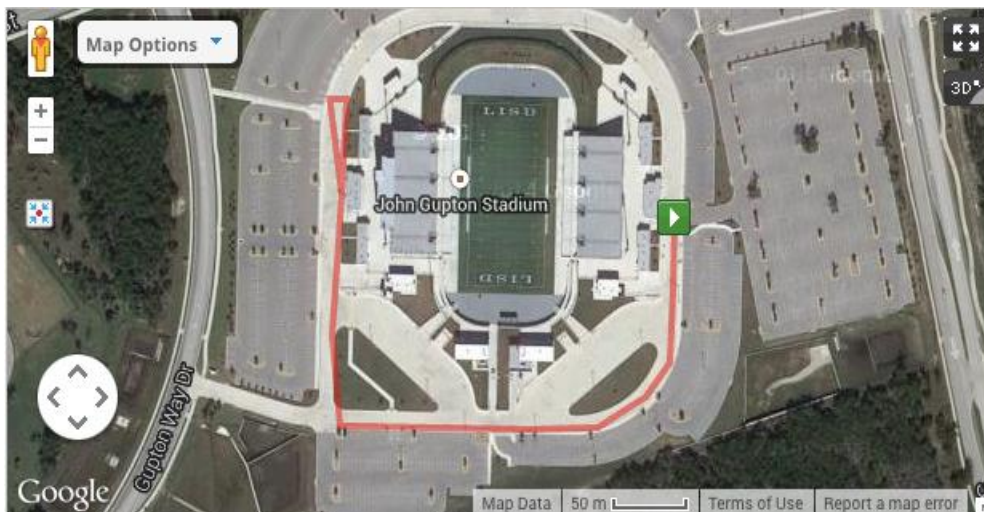 Map Options
+
−
3D
LISD
John Gupton Stadium
LISD
Gupton Way Dr
Google
Map Data
50 m
Terms of Use
Report a map error